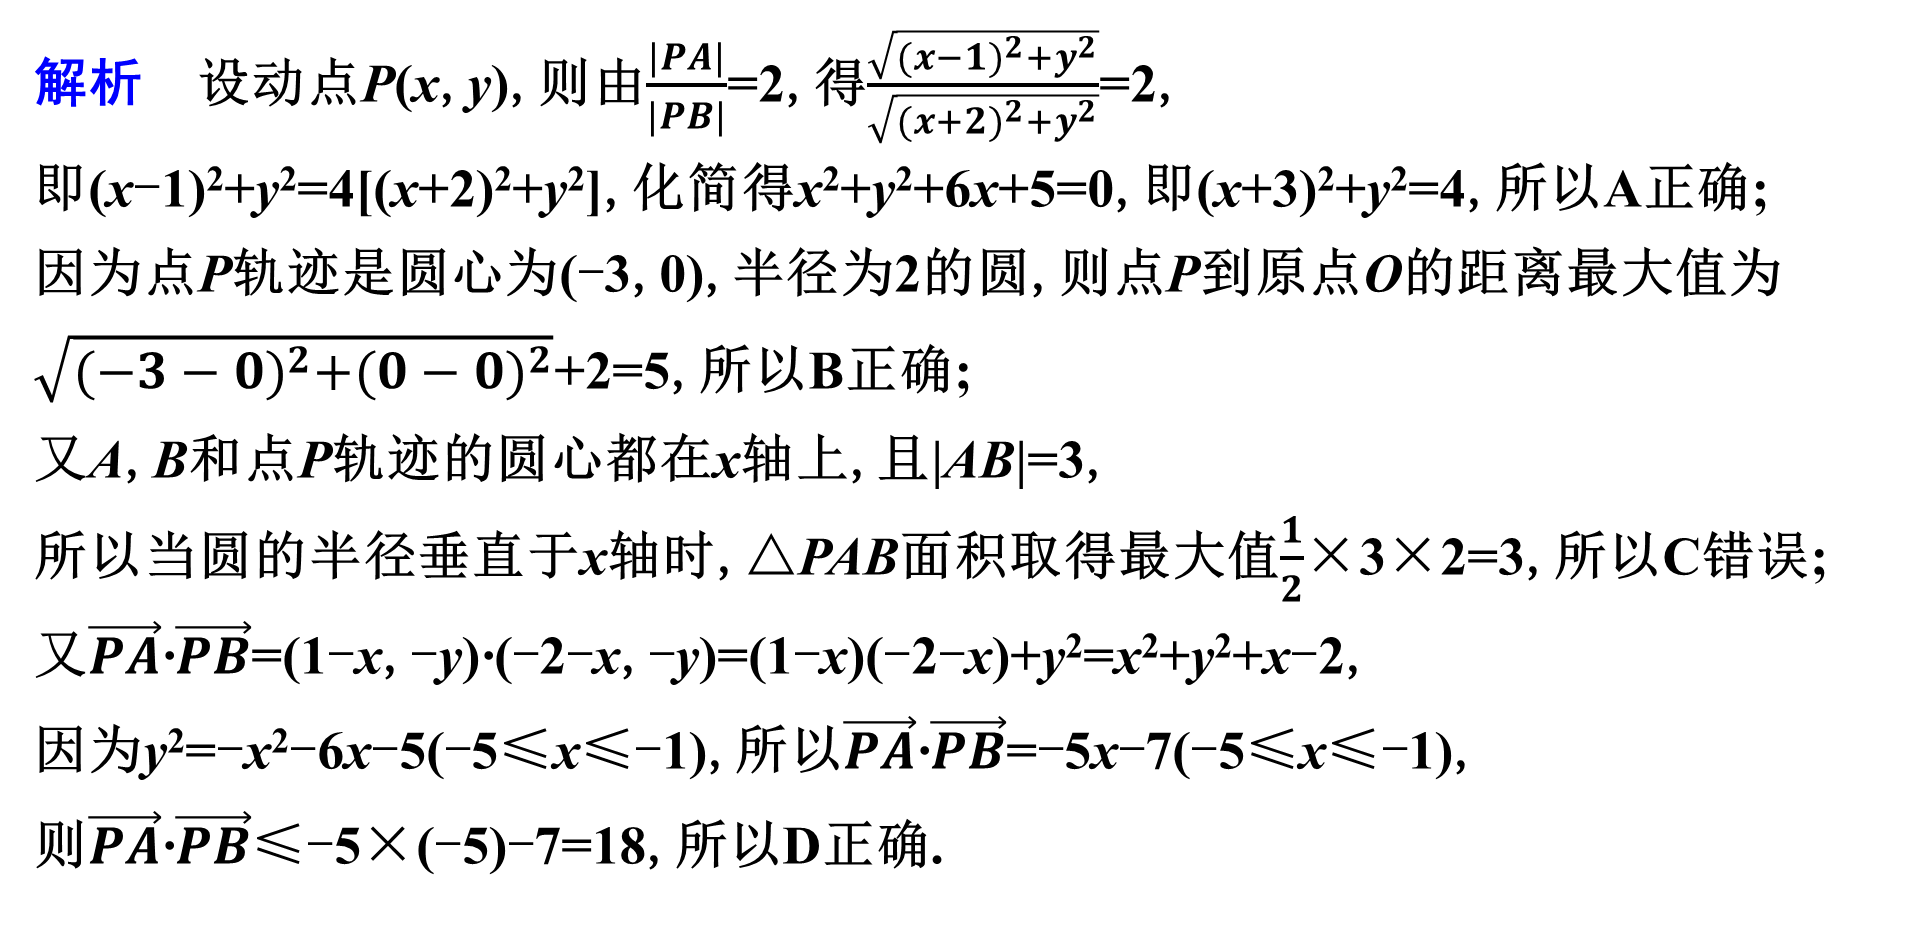 解析 设动点P(x, y), 则由|PA|/|PB|=2, 得√((x−1)²+y²)/√((x+2)²+y²)=2,
即(x−1)²+y²=4[(x+2)²+y²], 化简得x²+y²+6x+5=0, 即(x+3)²+y²=4, 所以A正确;
因为点P轨迹是圆心为(−3, 0), 半径为2的圆, 则点P到原点O的距离最大值为
√((−3−0)²+(0−0)²)+2=5, 所以B正确;
又A, B和点P轨迹的圆心都在x轴上, 且|AB|=3,
所以当圆的半径垂直于x轴时, △PAB面积取得最大值1/2×3×2=3, 所以C错误;
又\overrightarrow{PA}·\overrightarrow{PB}=(1−x, −y)·(−2−x, −y)=(1−x)(−2−x)+y²=x²+y²+x−2,
因为y²=−x²−6x−5(−5⩽x⩽−1), 所以\overrightarrow{PA}·\overrightarrow{PB}=−5x−7(−5⩽x⩽−1),
则\overrightarrow{PA}·\overrightarrow{PB}⩽−5×(−5)−7=18, 所以D正确.